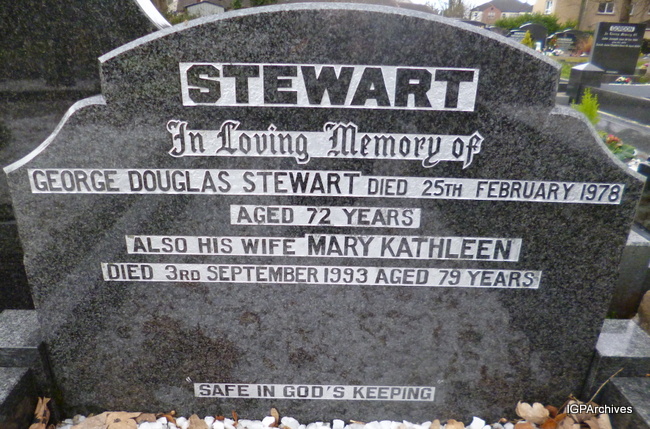 STEWART
In Loving Memory of
GEORGE DOUGLAS STEWART DIED 25TH FEBRUARY 1978
AGED 72 YEARS
ALSO HIS WIFE MARY KATHLEEN
DIED 3RD SEPTEMBER 1993 AGED 79 YEARS
SAFE IN GOD'S KEEPING
GORDON
IGPArchives